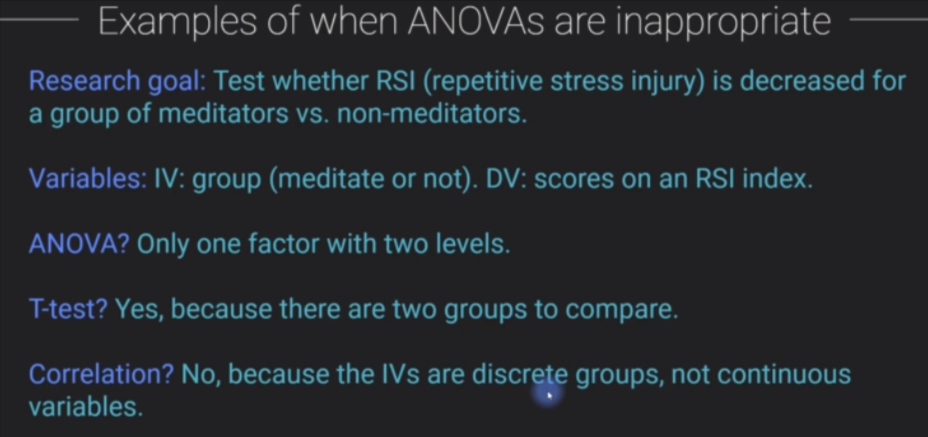 Examples of when ANOVAs are inappropriate
Research goal: Test whether RSI (repetitive stress injury) is decreased for
a group of meditators vs. non-meditators.
Variables: IV: group (meditate or not). DV: scores on an RSI index.
ANOVA? Only one factor with two levels.
T-test? Yes, because there are two groups to compare.
Correlation? No, because the IVs are discrete groups, not continuous
variables.